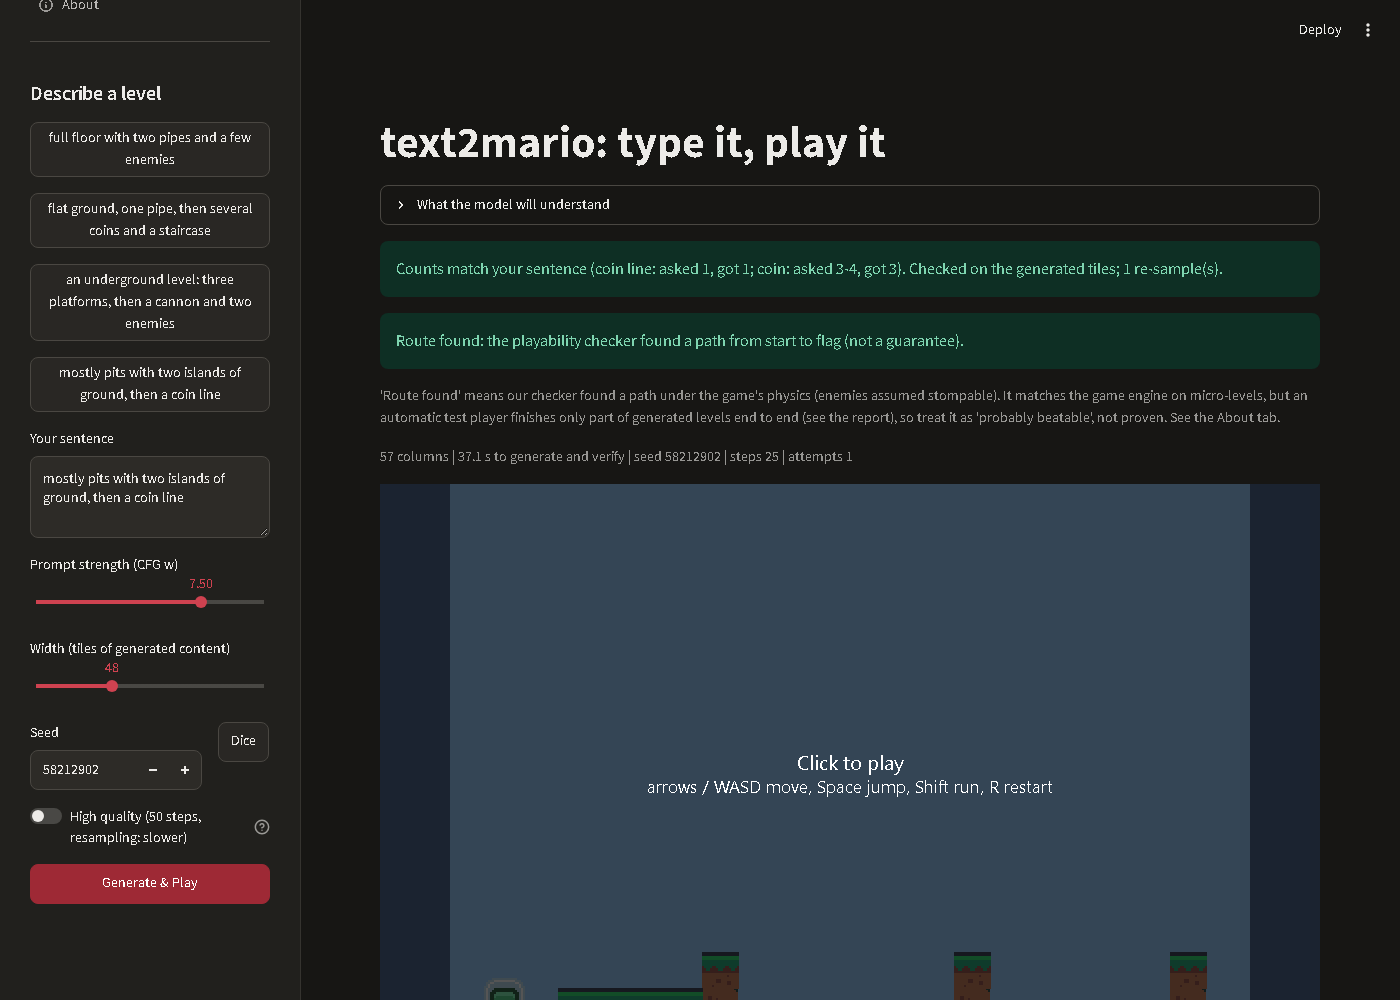 About
Describe a level
full floor with two pipes and a few
enemies
flat ground, one pipe, then several
coins and a staircase
an underground level: three
platforms, then a cannon and two
enemies
mostly pits with two islands of
ground, then a coin line
Your sentence
mostly pits with two islands of
ground, then a coin line
Prompt strength (CFG w)
7.50
Width (tiles of generated content)
48
Seed
Dice
58212902
High quality (50 steps,
resampling: slower)
Generate & Play
Deploy
text2mario: type it, play it
What the model will understand
Counts match your sentence (coin line: asked 1, got 1; coin: asked 3-4, got 3). Checked on the generated tiles; 1 re-sample(s).
Route found: the playability checker found a path from start to flag (not a guarantee).
'Route found' means our checker found a path under the game's physics (enemies assumed stompable). It matches the game engine on micro-levels, but an
automatic test player finishes only part of generated levels end to end (see the report), so treat it as 'probably beatable', not proven. See the About tab.
57 columns | 37.1 s to generate and verify | seed 58212902 | steps 25 | attempts 1
Click to play
arrows / WASD move, Space jump, Shift run, R restart